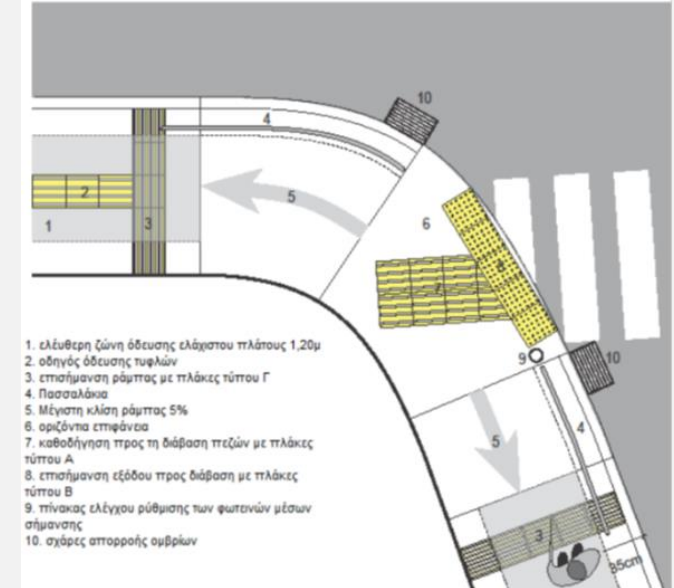 10
4
5
2
3
1
6
8
7
9
10
5
4
3
85cm
1. ελέυθερη ζώνη όδευσης ελάχιστου πλάτους 1,20μ
2. οδηγός όδευσης τυφλών
3. επισήμανση ράμπας με πλάκες τύπου Γ
4. Πασσαλάκια
5. Μέγιστη κλίση ράμπας 5%
6. οριζόντια επιφάνεια
7. καθοδήγηση προς τη διάβαση πεζών με πλάκες
τύπου Α
8. επισήμανση εξόδου προς διάβαση με πλάκες
τύπου Β
9. πίνακας ελέγχου ρύθμισης των φωτεινών μέσων
σήμανσης
10. σχάρες απορροής ομβρίων